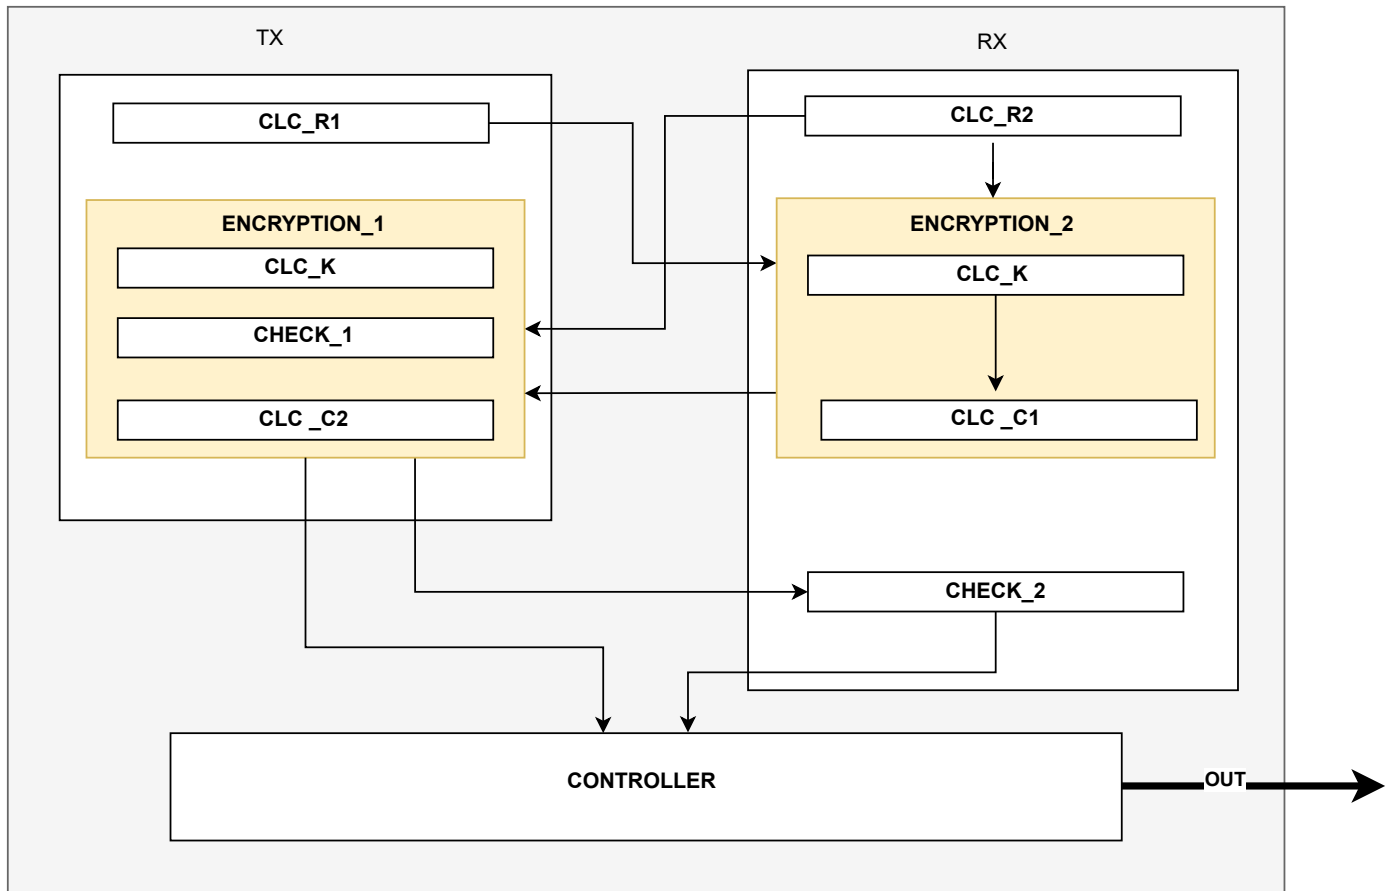 TX
RX
CLC_R1
CLC_R2
ENCRYPTION_1
ENCRYPTION_2
CLC_K
CLC_K
CHECK_1
CLC _C2
CLC _C1
CHECK_2
CONTROLLER
OUT